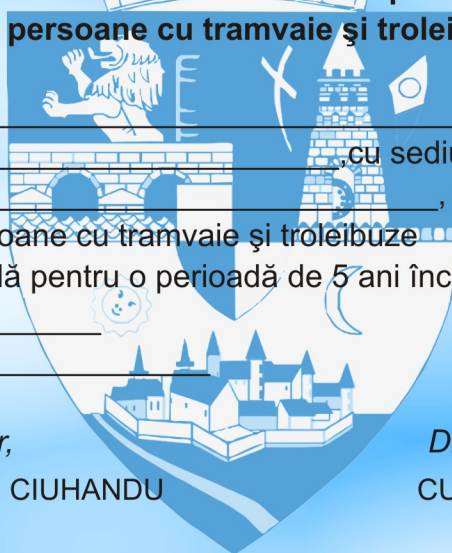 persoane cu tramvaie şi trolei
,cu sediu
,
oane cu tramvaie şi troleibuze
lă pentru o perioadă de 5 ani înc
r,
D
CIUHANDU
CU